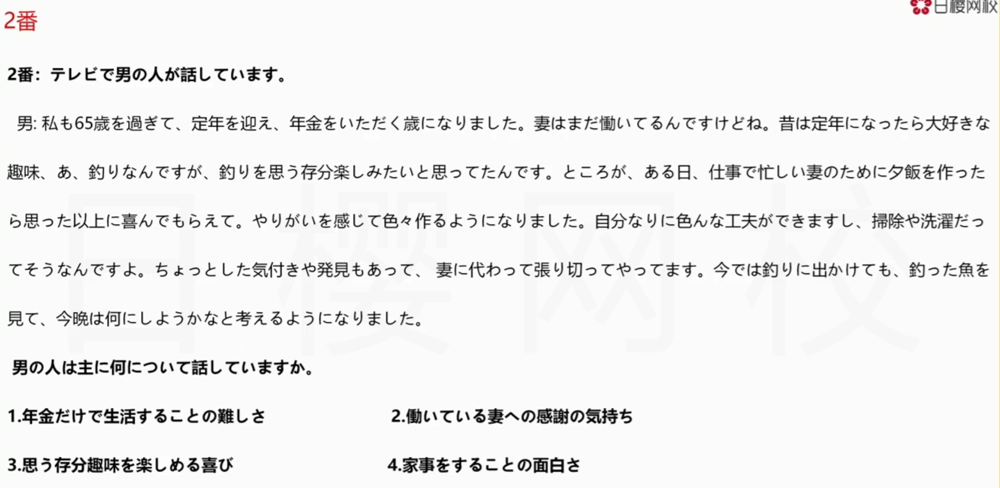 日樱网校
2番
2番：テレビで男の人が話しています。
男: 私も65歳を過ぎて、定年を迎え、年金をいただく歳になりました。妻はまだ働いてるんですけどね。昔は定年になったら大好きな
趣味、あ、釣りなんですが、釣りを思う存分楽しみたいと思ってたんです。ところが、ある日、仕事で忙しい妻のために夕飯を作った
ら思った以上に喜んでもらえて。やりがいを感じて色々作るようになりました。自分なりに色んな工夫ができますし、掃除や洗濯だっ
てそうなんですよ。ちょっとした気付きや発見もあって、 妻に代わって張り切ってやってます。今では釣りに出かけても、釣った魚を
見て、今晩は何にしようかなと考えるようになりました。
男の人は主に何について話していますか。
1.年金だけで生活することの難しさ 2.働いている妻への感謝の気持ち
3.思う存分趣味を楽しめる喜び 4.家事をすることの面白さ
日樱网校